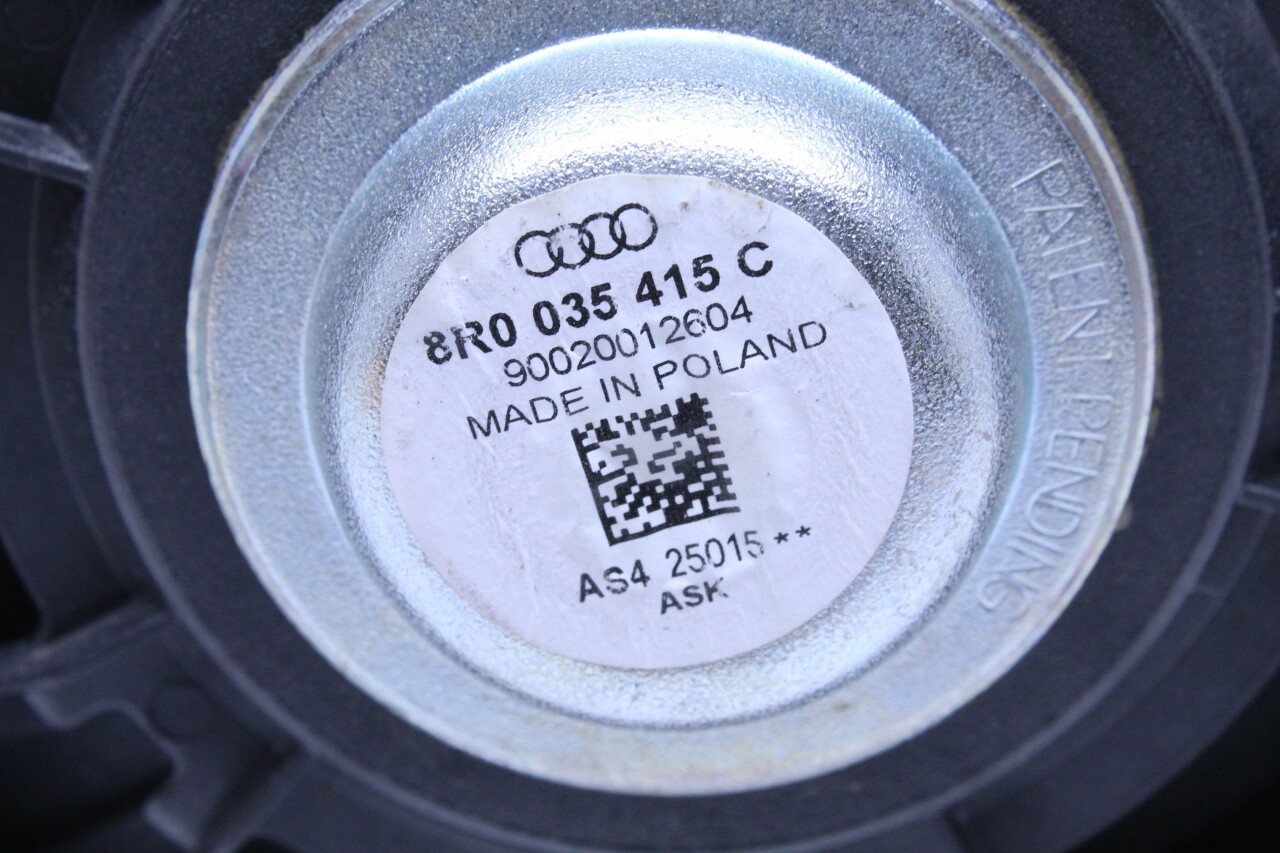 8R0 035 415 C
90020012604
MADE IN POLAND
AS4 25015 **
ASK
PATENT PENDING